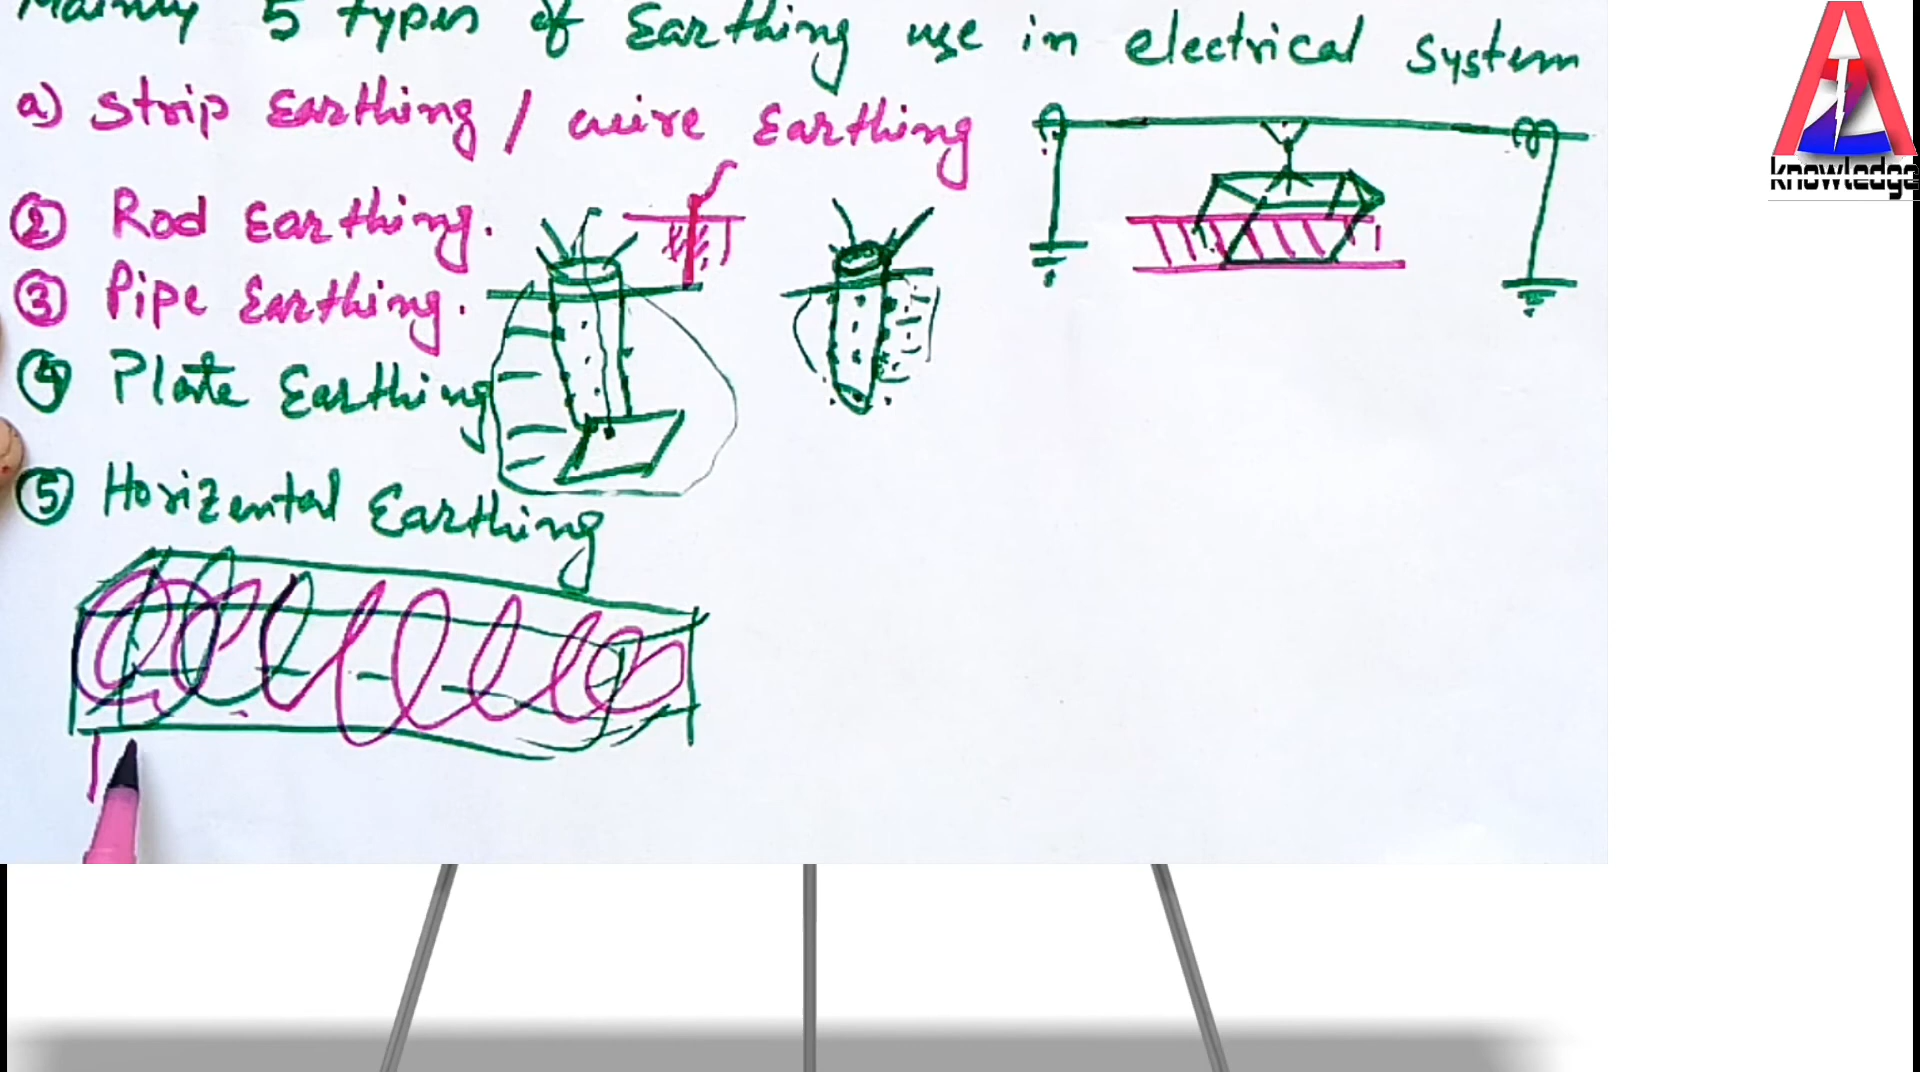 Mainly 5 types of Earthing use in electrical system
a) Strip Earthing / wire Earthing
② Rod Earthing.
③ Pipe Earthing.
④ Plate Earthing
⑤ Horizental Earthing
A
Z
knowledge